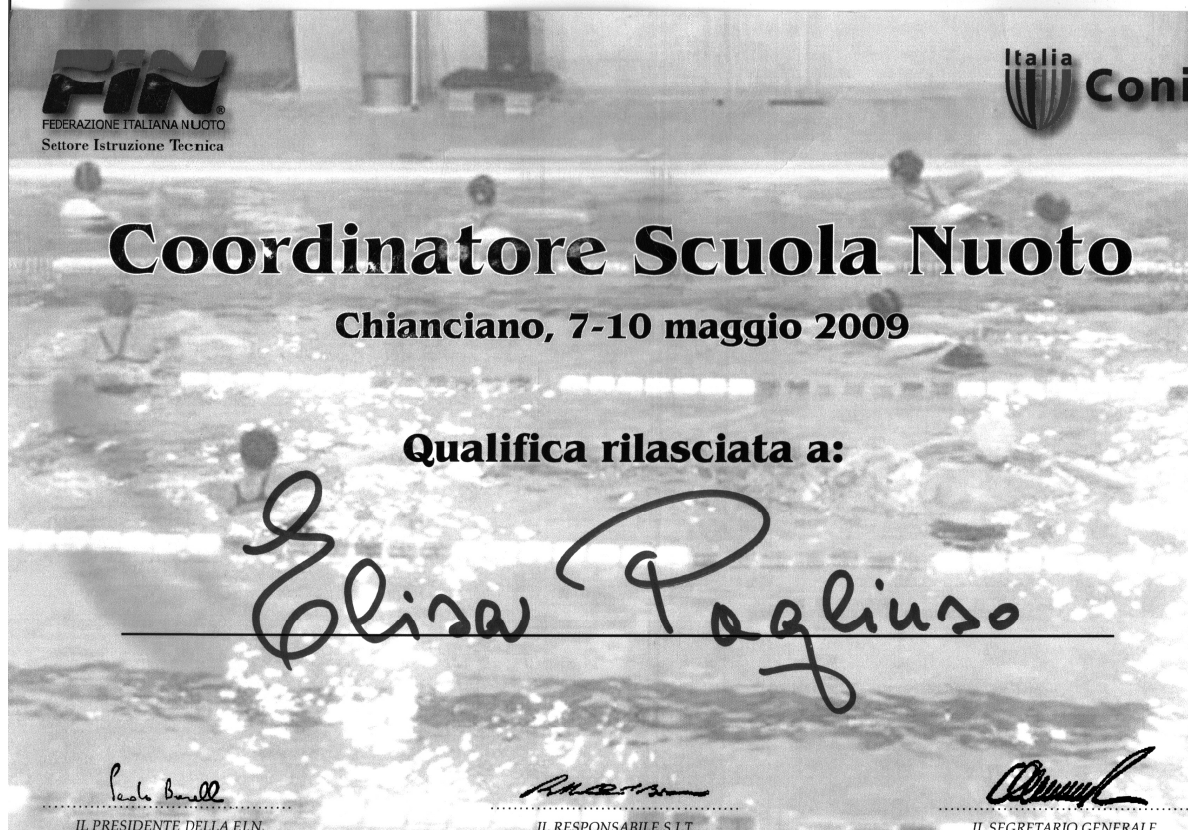 FIN®
FEDERAZIONE ITALIANA NUOTO
Settore Istruzione Tecnica
Italia
Coni
Coordinatore Scuola Nuoto
Chianciano, 7-10 maggio 2009
Qualifica rilasciata a:
Elisa Pagliuso
IL PRESIDENTE DELLA F.I.N.
IL RESPONSABILE S.I.T.
IL SEGRETARIO GENERALE